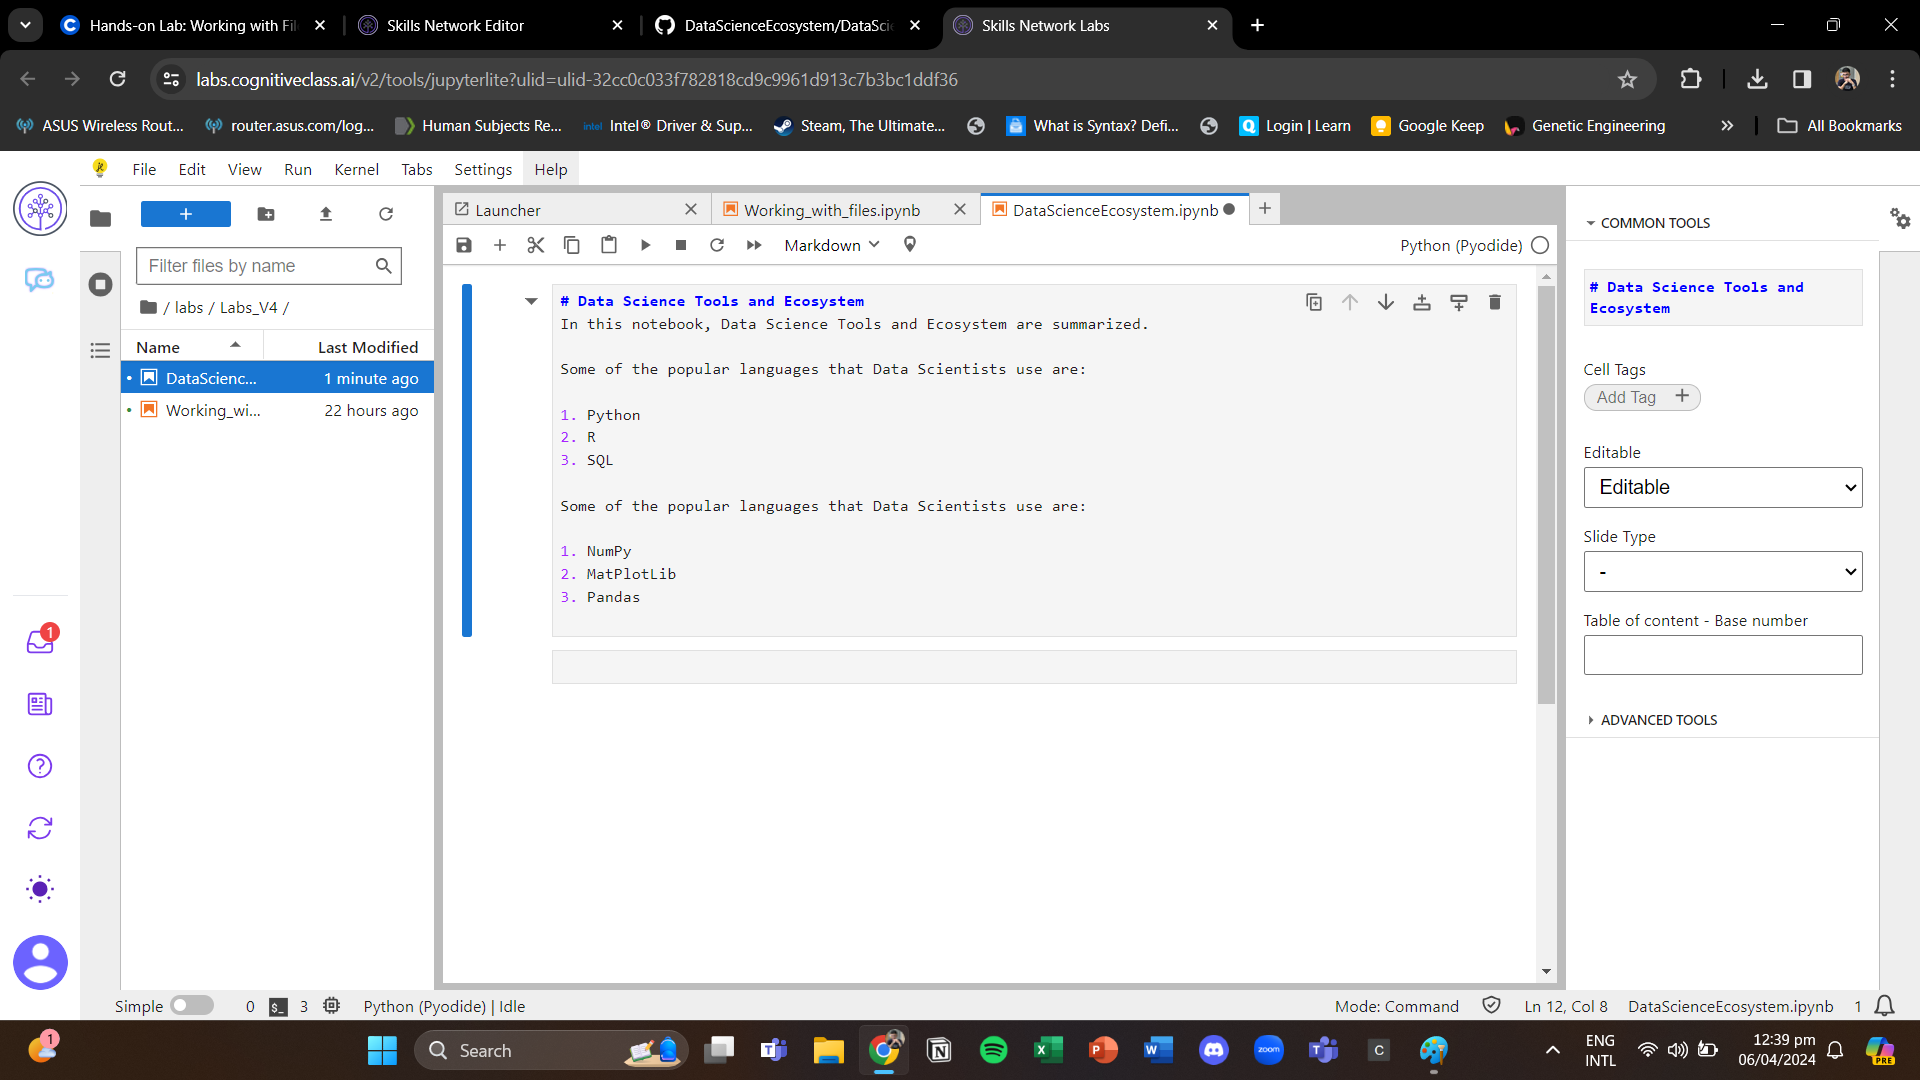 Hands-on Lab: Working with Fil
Skills Network Editor
DataScienceEcosystem/DataScie
Skills Network Labs
labs.cognitiveclass.ai/v2/tools/jupyterlite?ulid=ulid-32cc0c033f782818cd9c9961d913c7b3bc1ddf36
ASUS Wireless Rout...
router.asus.com/log...
Human Subjects Re...
intel Intel® Driver & Sup...
Steam, The Ultimate...
What is Syntax? Defi...
Login | Learn
Google Keep
Genetic Engineering
All Bookmarks
File Edit View Run Kernel Tabs Settings Help
Filter files by name
/ labs / Labs_V4 /
Name Last Modified
DataScienc... 1 minute ago
Working_wi... 22 hours ago
Launcher
Working_with_files.ipynb
DataScienceEcosystem.ipynb
Markdown
Python (Pyodide)
# Data Science Tools and Ecosystem
In this notebook, Data Science Tools and Ecosystem are summarized.
Some of the popular languages that Data Scientists use are:
1. Python
2. R
3. SQL
Some of the popular languages that Data Scientists use are:
1. NumPy
2. MatPlotLib
3. Pandas
COMMON TOOLS
# Data Science Tools and
Ecosystem
Cell Tags
Add Tag +
Editable
Editable
Slide Type
-
Table of content - Base number
ADVANCED TOOLS
1
Simple 0 3 Python (Pyodide) | Idle
Mode: Command Ln 12, Col 8 DataScienceEcosystem.ipynb 1
1
Search
zoom
C
ENG
INTL
12:39 pm
06/04/2024
PRE